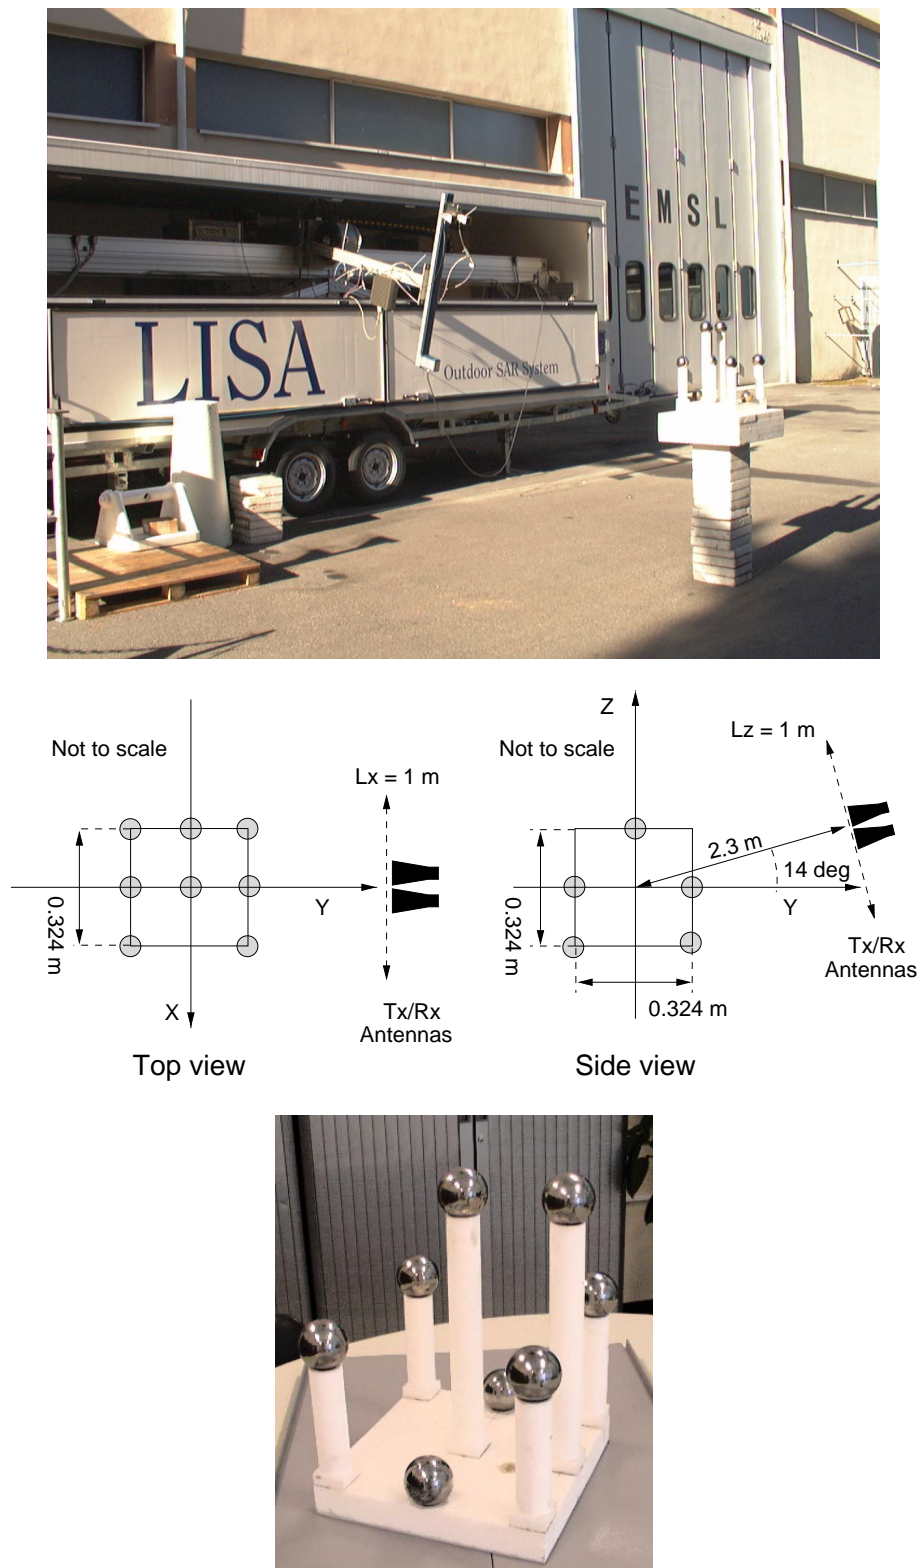 EMSL
LISA
Outdoor SAR System
Not to scale
Lx = 1 m
0.324 m
Y
X
Tx/Rx
Antennas
Top view
Z
Not to scale
Lz = 1 m
2.3 m
14 deg
0.324 m
Y
Tx/Rx
Antennas
0.324 m
Side view